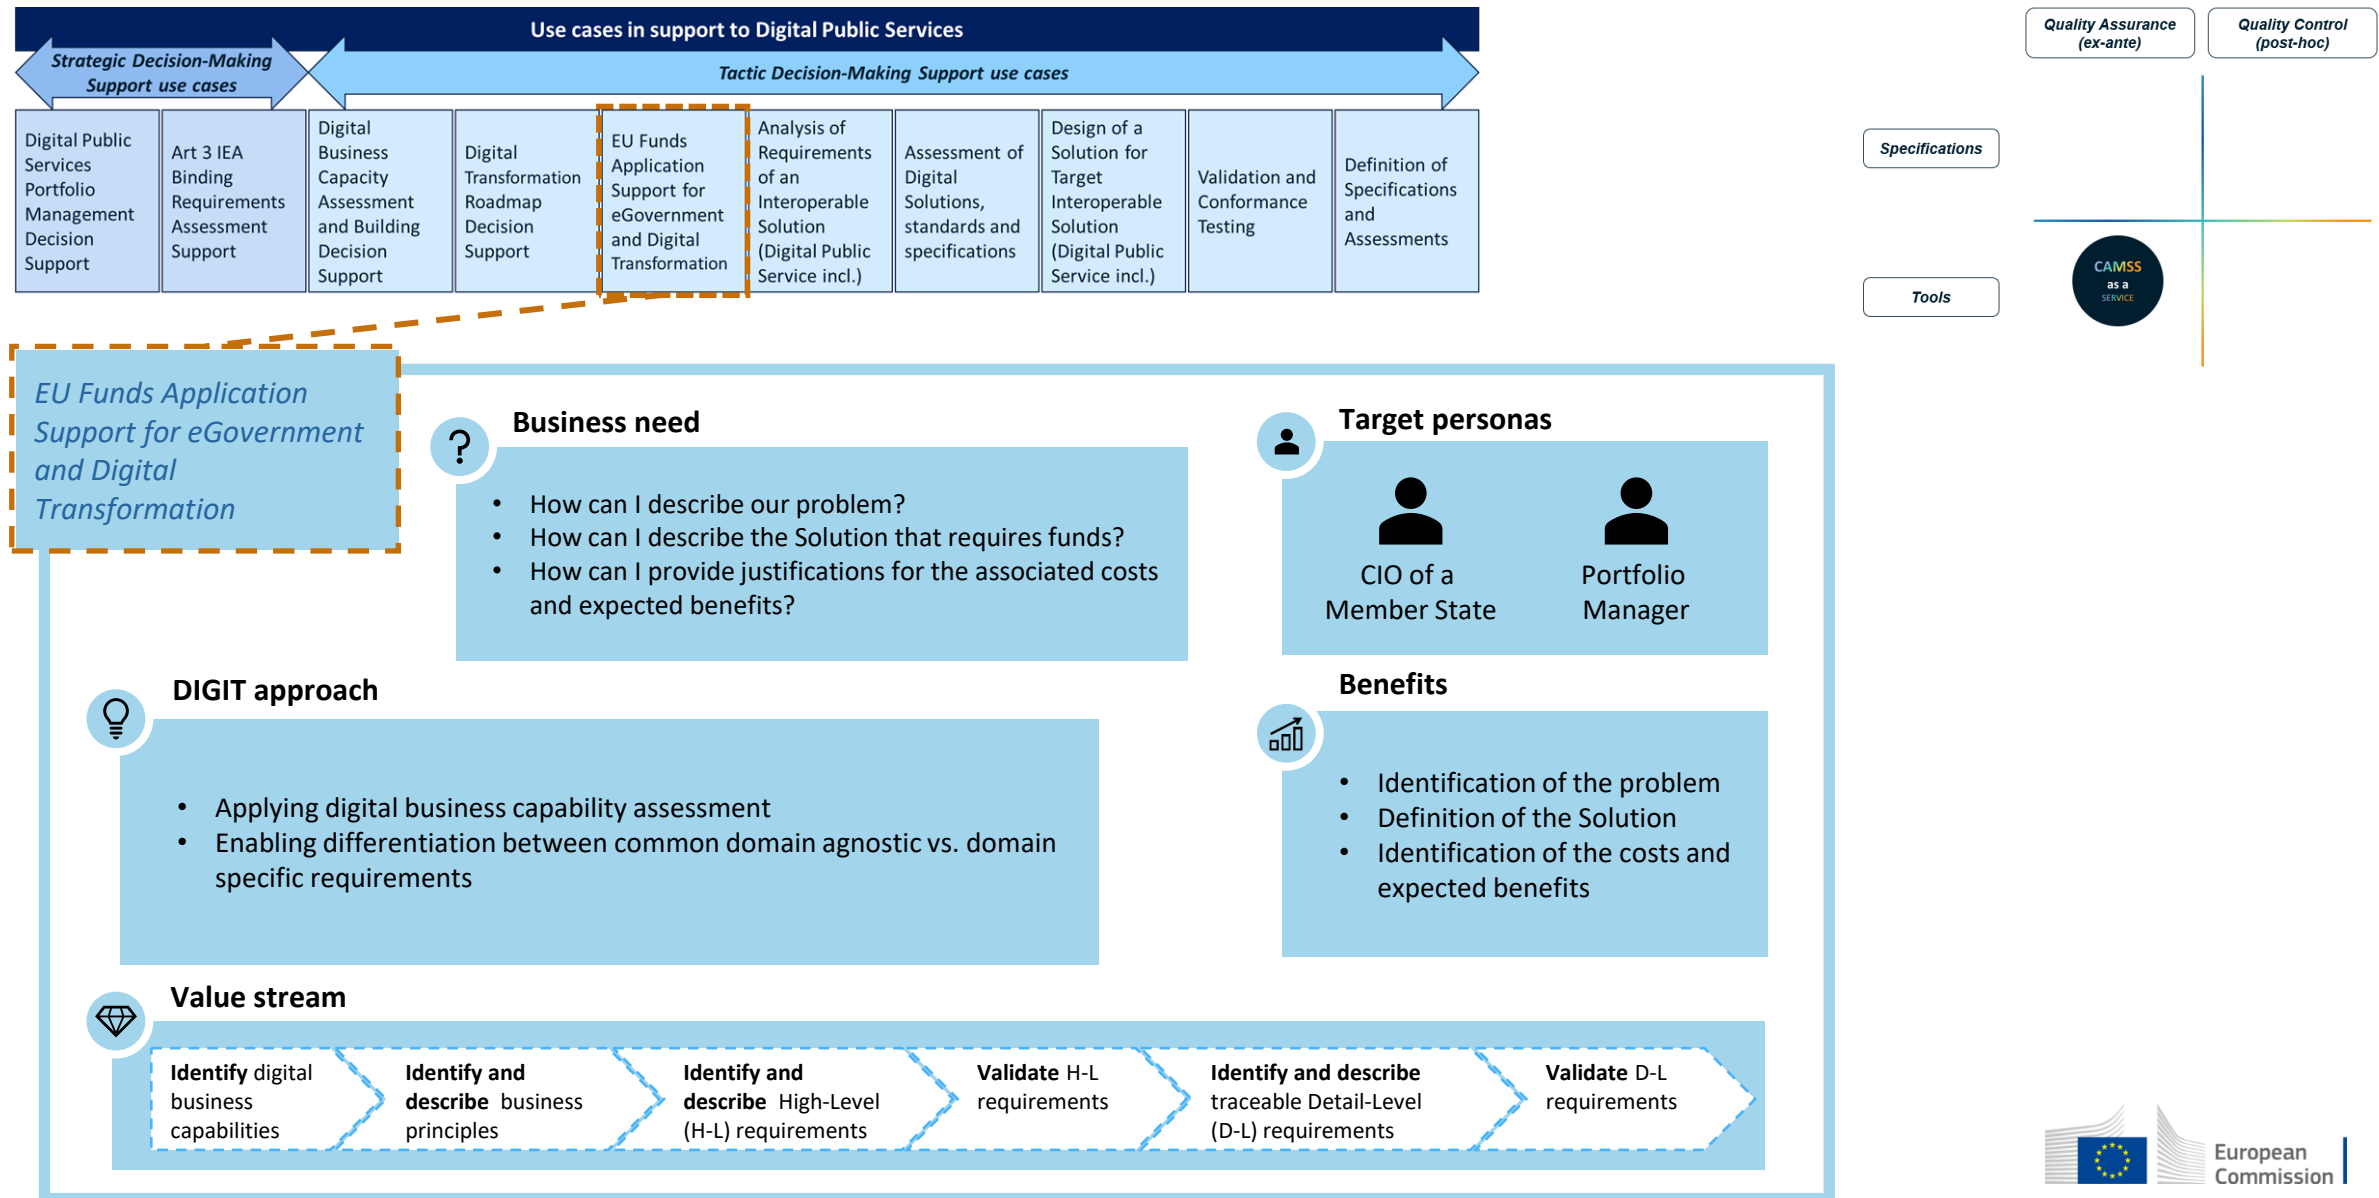 Use cases in support to Digital Public Services
Strategic Decision-Making
Support use cases
Tactic Decision-Making Support use cases
Digital Public
Services
Portfolio
Management
Decision
Support
Art 3 IEA
Binding
Requirements
Assessment
Support
Digital
Business
Capacity
Assessment
and Building
Decision
Support
Digital
Transformation
Roadmap
Decision
Support
EU Funds
Application
Support for
eGovernment
and Digital
Transformation
Analysis of
Requirements
of an
Interoperable
Solution
(Digital Public
Service incl.)
Assessment of
Digital
Solutions,
standards and
specifications
Design of a
Solution for
Target
Interoperable
Solution
(Digital Public
Service incl.)
Validation and
Conformance
Testing
Definition of
Specifications
and
Assessments
Quality Assurance
(ex-ante)
Quality Control
(post-hoc)
Specifications
Tools
CAMSS
as a
SERVICE
EU Funds Application
Support for eGovernment
and Digital
Transformation
Business need
• How can I describe our problem?
• How can I describe the Solution that requires funds?
• How can I provide justifications for the associated costs
and expected benefits?
Target personas
CIO of a
Member State
Portfolio
Manager
DIGIT approach
• Applying digital business capability assessment
• Enabling differentiation between common domain agnostic vs. domain
specific requirements
Benefits
• Identification of the problem
• Definition of the Solution
• Identification of the costs and
expected benefits
Value stream
Identify digital
business
capabilities
Identify and
describe business
principles
Identify and
describe High-Level
(H-L) requirements
Validate H-L
requirements
Identify and describe
traceable Detail-Level
(D-L) requirements
Validate D-L
requirements
European
Commission